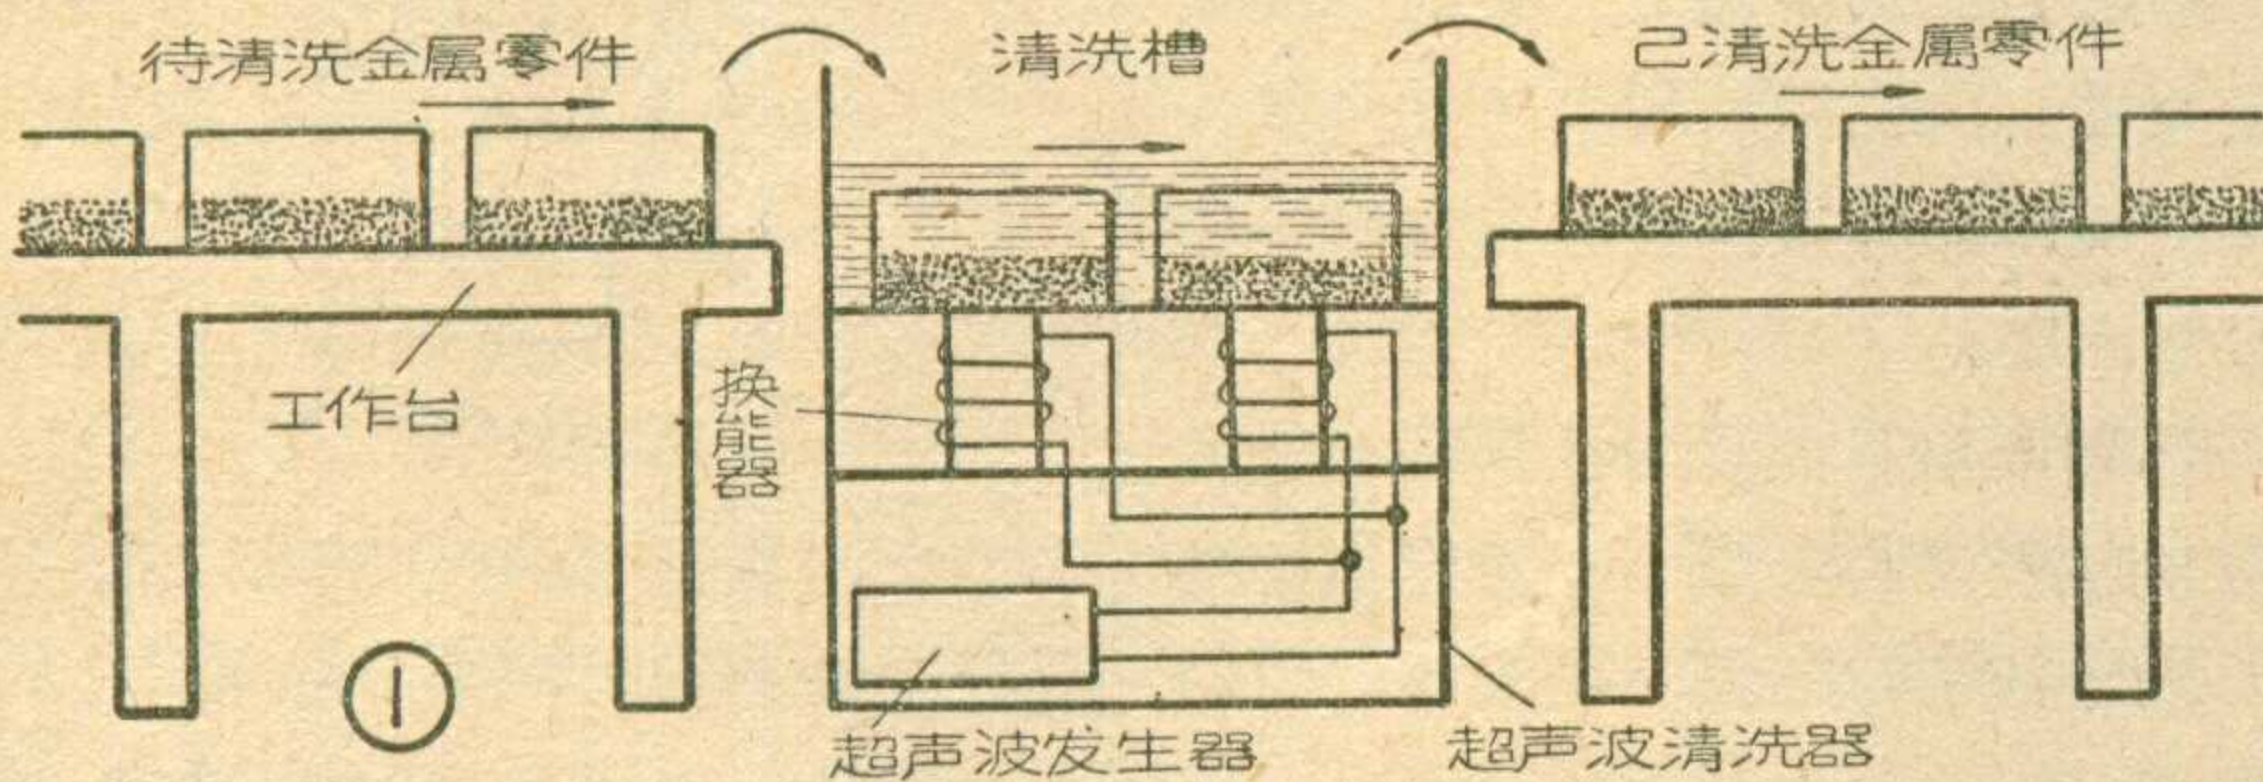 待清洗金属零件
清洗槽
己清洗金属零件
工作台
换能器
超声波发生器
超声波清洗器
①